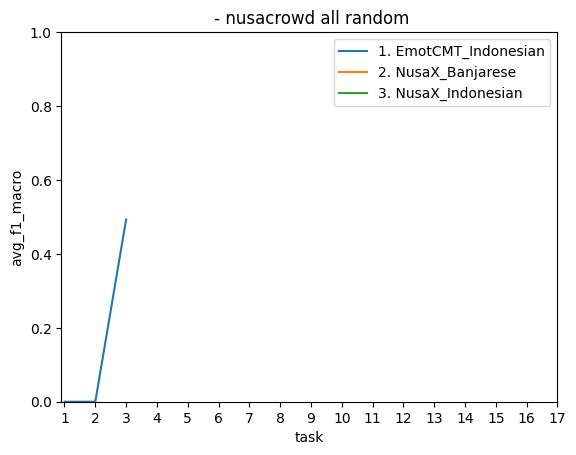 - nusacrowd all random
1. EmotCMT_Indonesian
2. NusaX_Banjarese
3. NusaX_Indonesian
avg_f1_macro
1.0
0.8
0.6
0.4
0.2
0.0
1 2 3 4 5 6 7 8 9 10 11 12 13 14 15 16 17
task